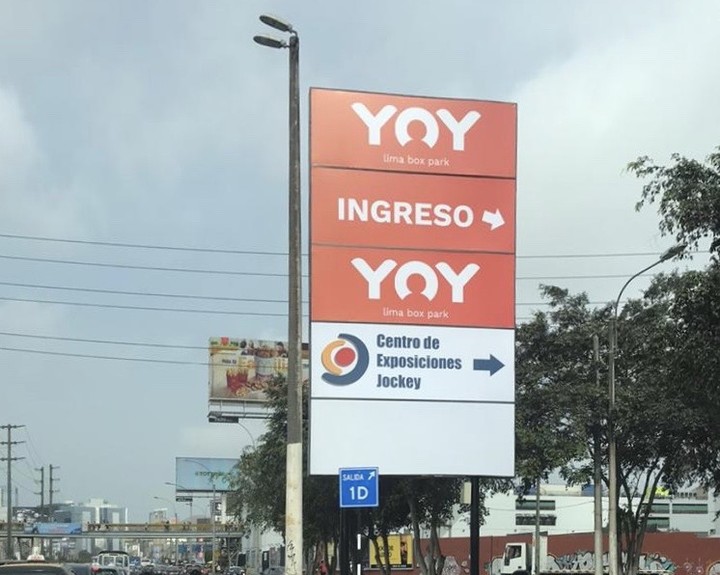 YOY
lima box park
INGRESO
YOY
lima box park
Centro de
Exposiciones
Jockey
SALIDA
1D